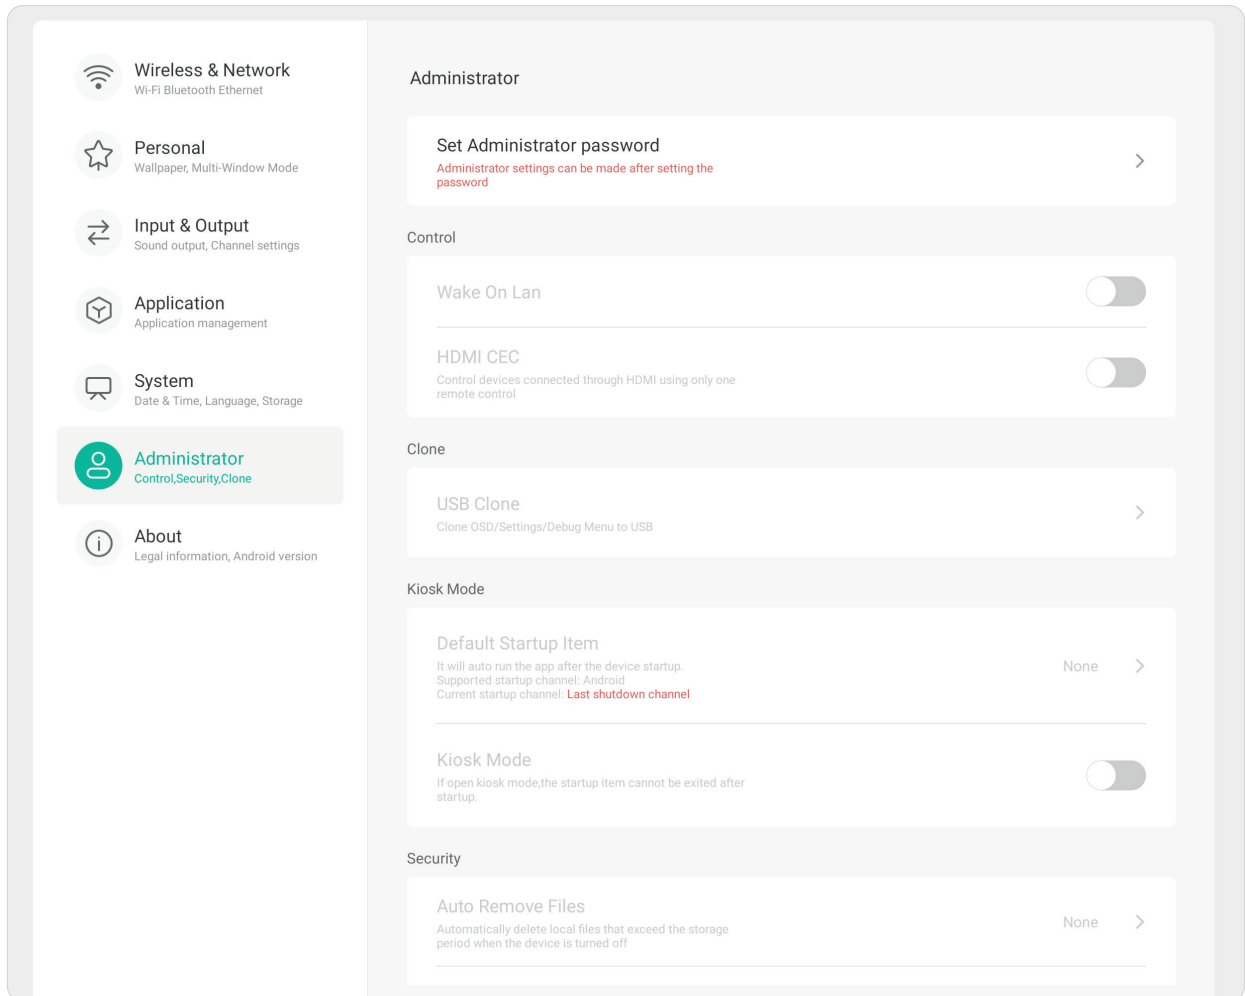 Wireless & Network
Wi-Fi Bluetooth Ethernet
Personal
Wallpaper, Multi-Window Mode
Input & Output
Sound output, Channel settings
Application
Application management
System
Date & Time, Language, Storage
Administrator
Control,Security,Clone
About
Legal information, Android version
Administrator
Set Administrator password
Administrator settings can be made after setting the
password
Control
Wake On Lan
HDMI CEC
Control devices connected through HDMI using only one
remote control
Clone
USB Clone
Clone OSD/Settings/Debug Menu to USB
Kiosk Mode
Default Startup Item
It will auto run the app after the device startup.
Supported startup channel: Android
Current startup channel: Last shutdown channel
None
Kiosk Mode
If open kiosk mode,the startup item cannot be exited after
startup.
Security
Auto Remove Files
Automatically delete local files that exceed the storage
period when the device is turned off
None